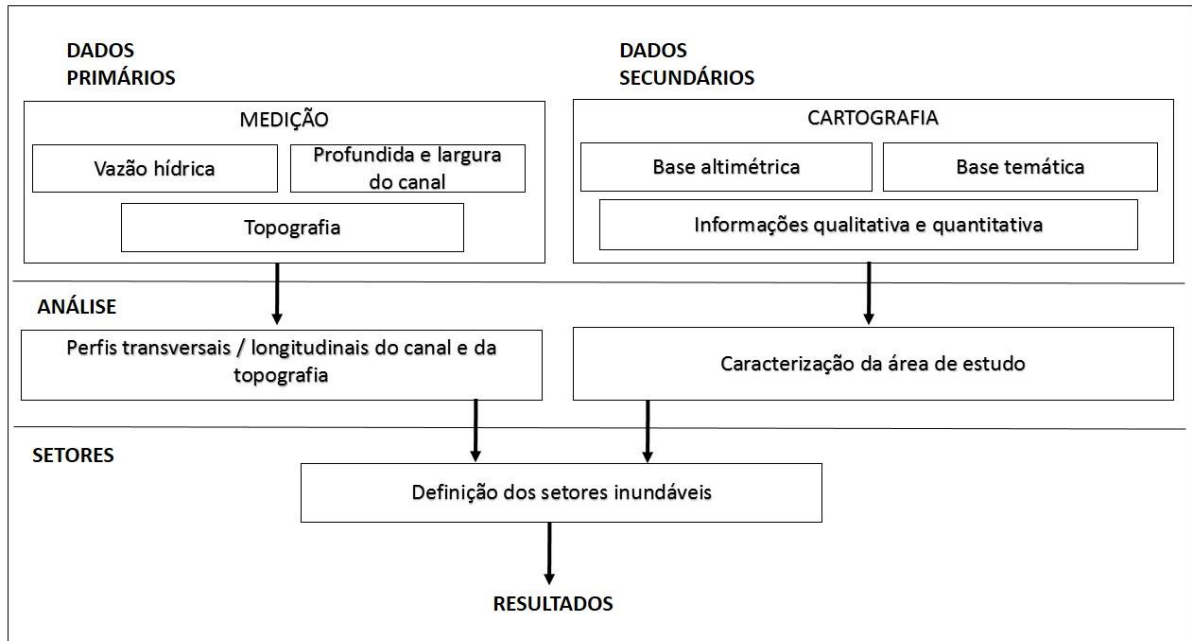 DADOS
PRIMÁRIOS
DADOS
SECUNDÁRIOS
MEDIÇÃO
Vazão hídrica
Profundida e largura
do canal
Topografia
CARTOGRAFIA
Base altimétrica
Base temática
Informações qualitativa e quantitativa
ANÁLISE
Perfis transversais / longitudinais do canal e da
topografia
Caracterização da área de estudo
SETORES
Definição dos setores inundáveis
RESULTADOS